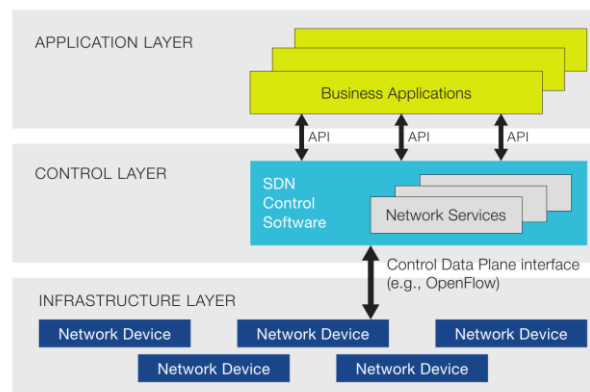 APPLICATION LAYER
Business Applications
API
API
API
CONTROL LAYER
SDN
Control
Software
Network Services
Control Data Plane interface
(e.g., OpenFlow)
INFRASTRUCTURE LAYER
Network Device
Network Device
Network Device
Network Device
Network Device